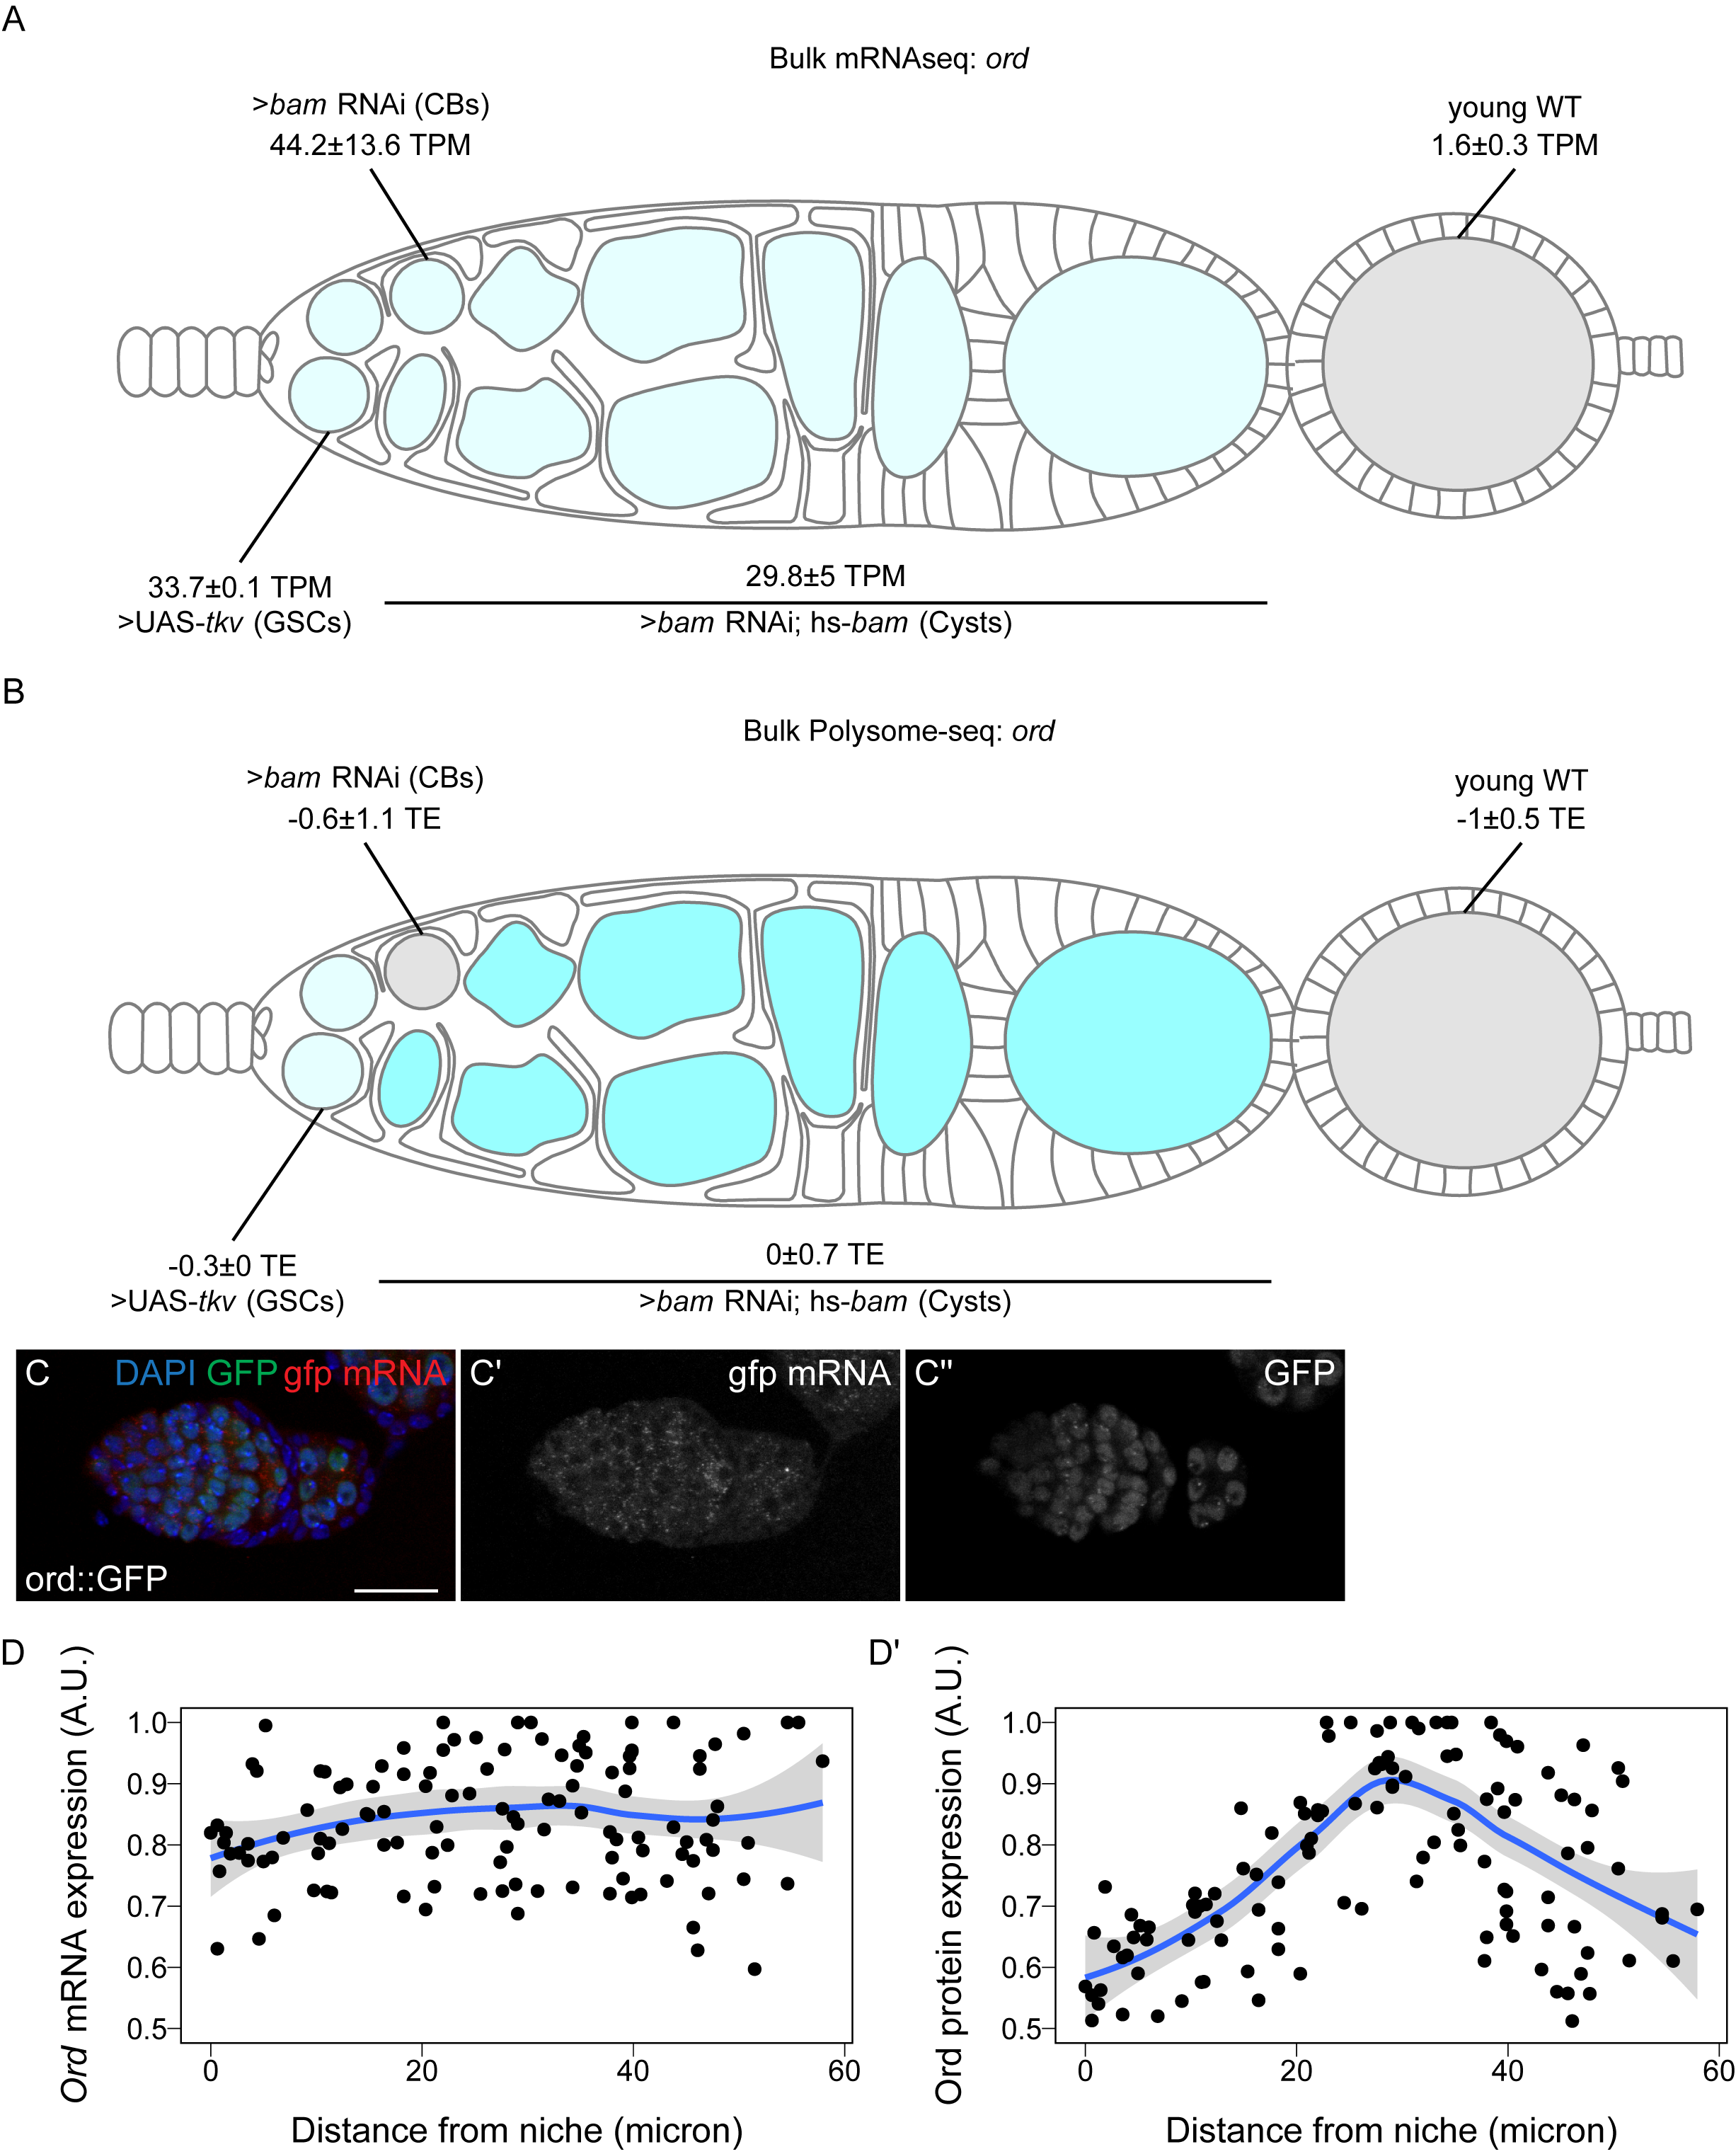 A
Bulk mRNAseq: ord
>bam RNAi (CBs)
44.2±13.6 TPM
young WT
1.6±0.3 TPM
33.7±0.1 TPM
>UAS-tkv (GSCs)
29.8±5 TPM
>bam RNAi; hs-bam (Cysts)
B
Bulk Polysome-seq: ord
>bam RNAi (CBs)
-0.6±1.1 TE
young WT
-1±0.5 TE
-0.3±0 TE
>UAS-tkv (GSCs)
0±0.7 TE
>bam RNAi; hs-bam (Cysts)
C
DAPI GFP gfp mRNA
ord::GFP
C'
gfp mRNA
C''
GFP
D
Ord mRNA expression (A.U.)
1.0
0.9
0.8
0.7
0.6
0.5
0
20
40
60
Distance from niche (micron)
D'
Ord protein expression (A.U.)
1.0
0.9
0.8
0.7
0.6
0.5
0
20
40
60
Distance from niche (micron)